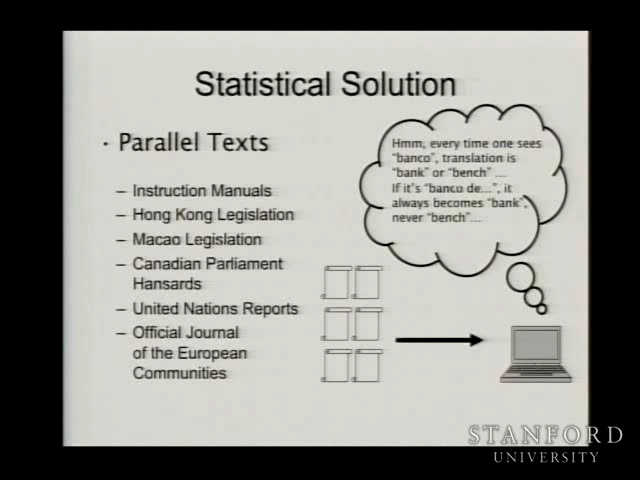 Statistical Solution
• Parallel Texts
– Instruction Manuals
– Hong Kong Legislation
– Macao Legislation
– Canadian Parliament
Hansards
– United Nations Reports
– Official Journal
of the European
Communities
Hmm, every time one sees
"banco", translation is
"bank" or "bench" ...
If it's "banco de...", it
always becomes "bank",
never "bench"...
STANFORD
UNIVERSITY